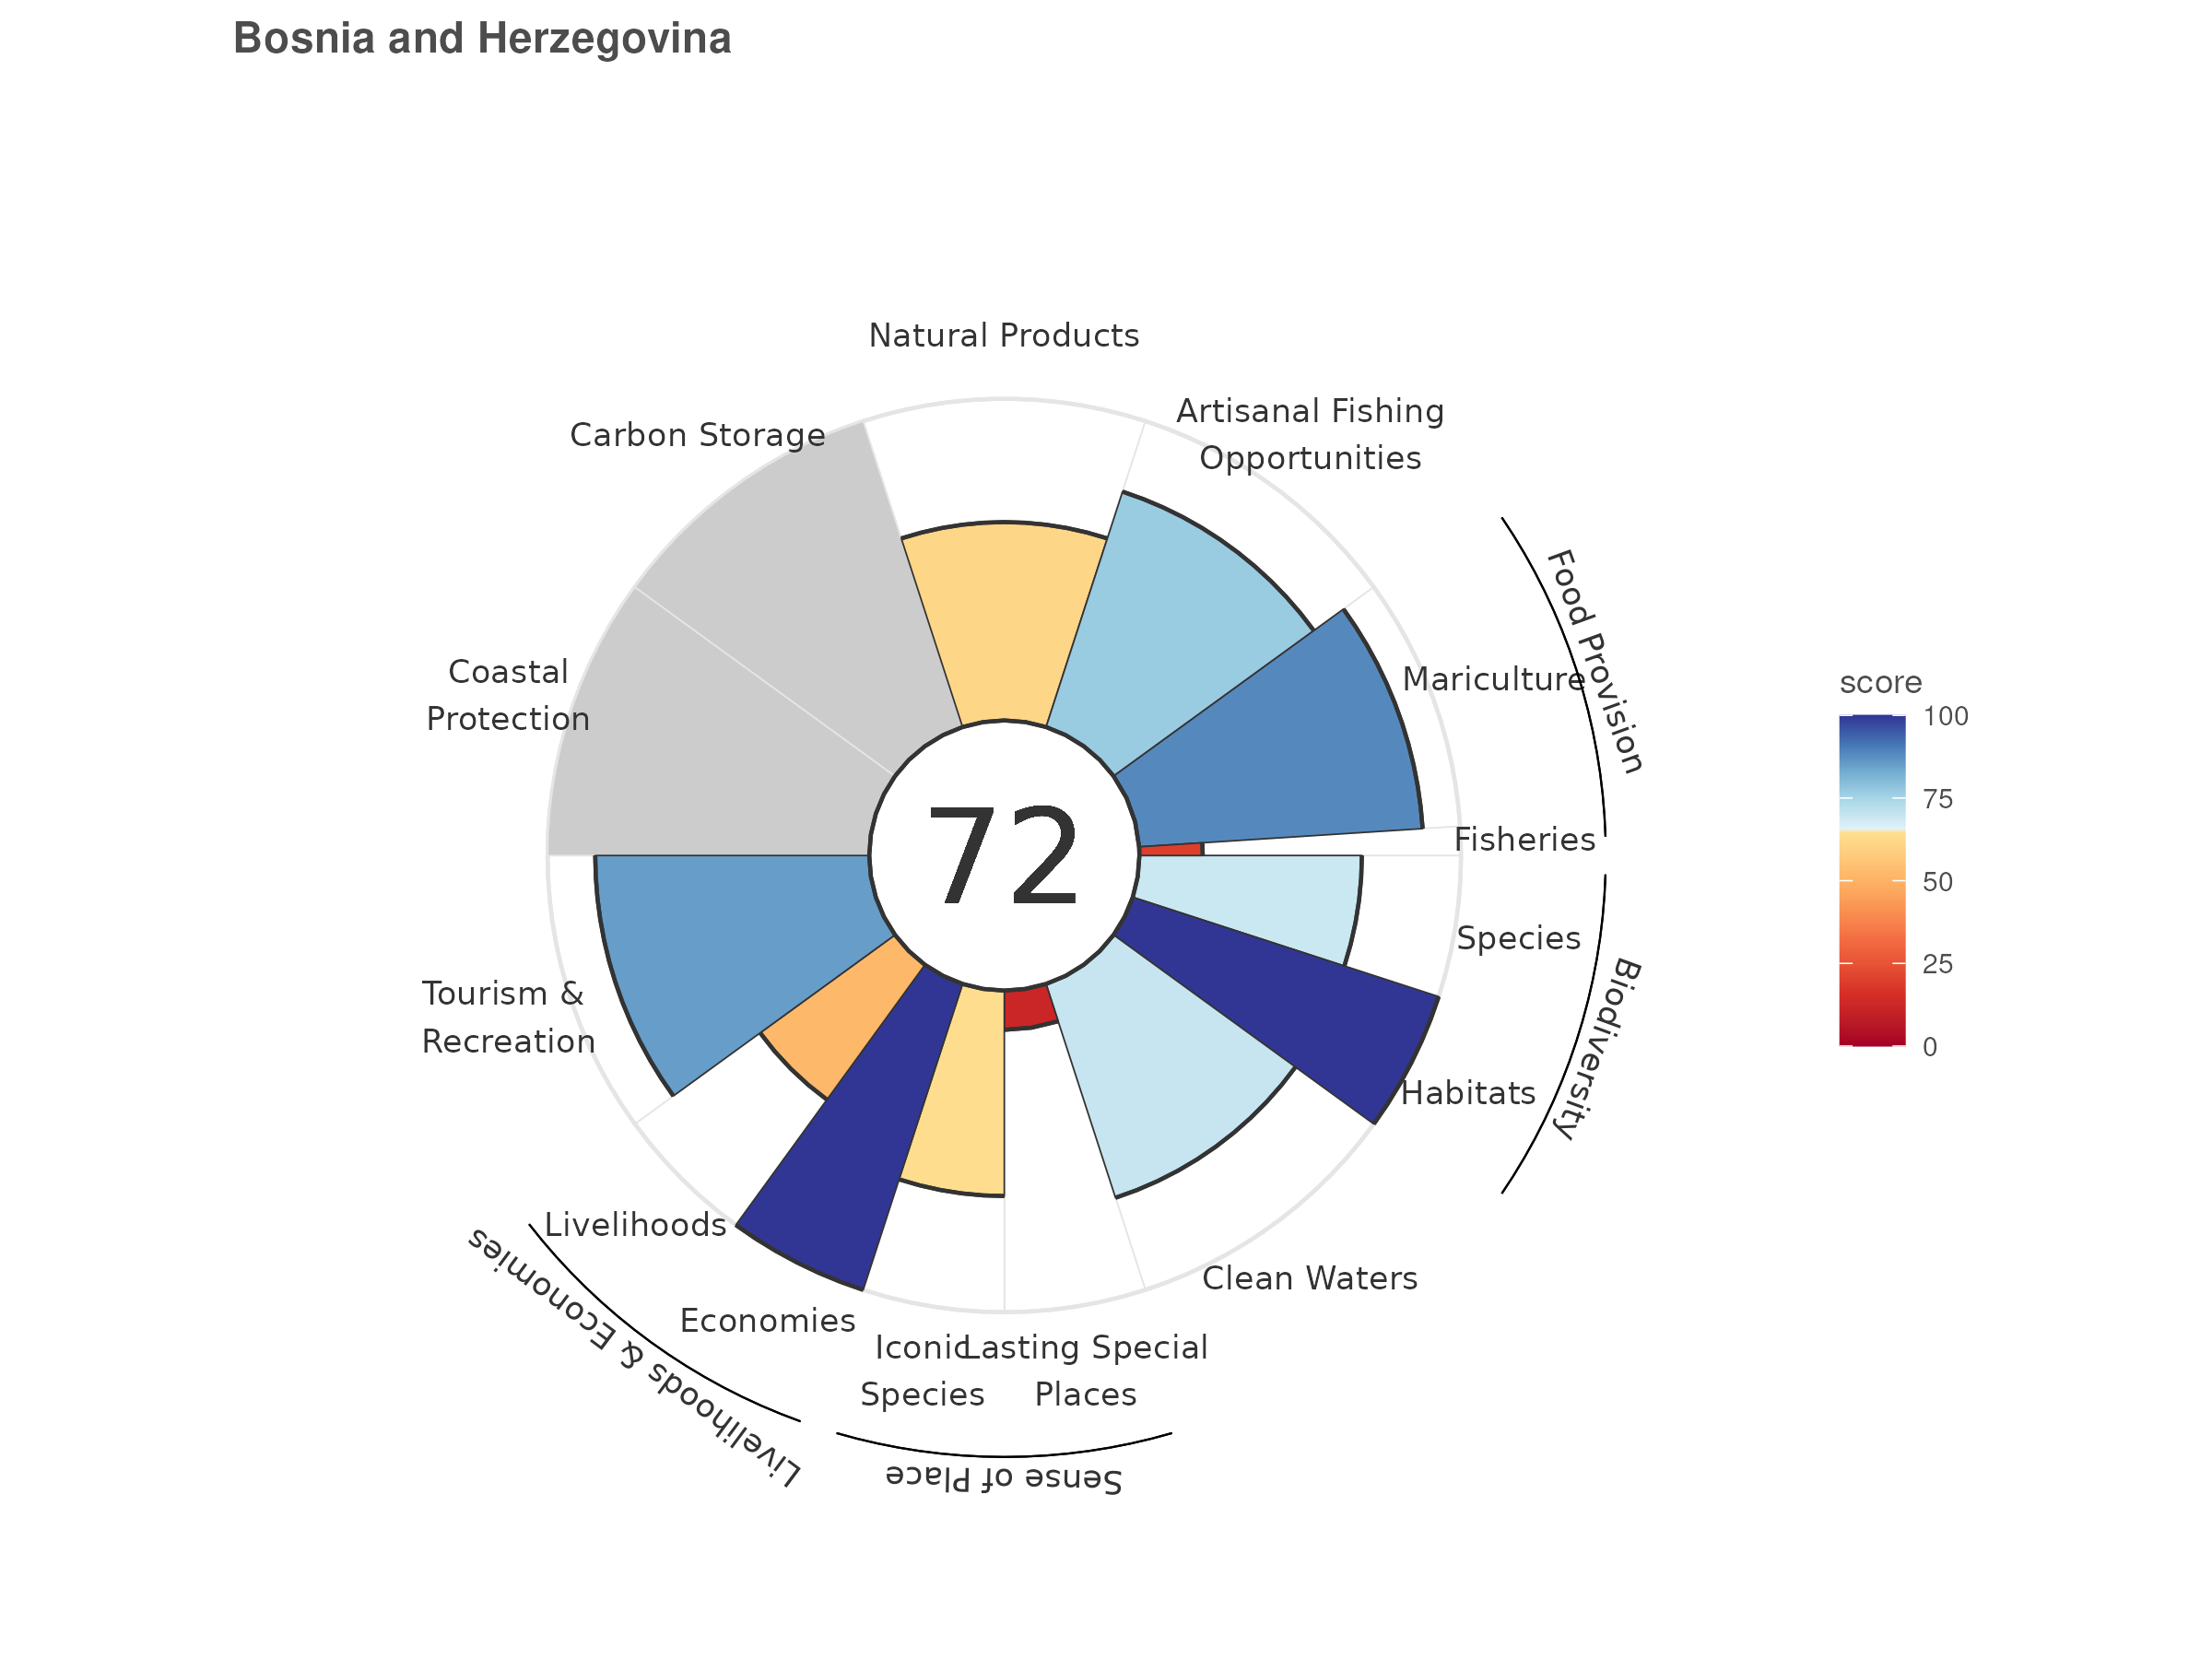 Bosnia and Herzegovina
Natural Products
Artisanal Fishing
Opportunities
Carbon Storage
Food Provision
Mariculture
Coastal
Protection
Fisheries
72
Species
Biodiversity
Habitats
Tourism &
Recreation
Livelihoods
Clean Waters
Economies
Livelihoods & Economies
Iconic
Species
Lasting Special
Places
Sense of Place
score
100
75
50
25
0